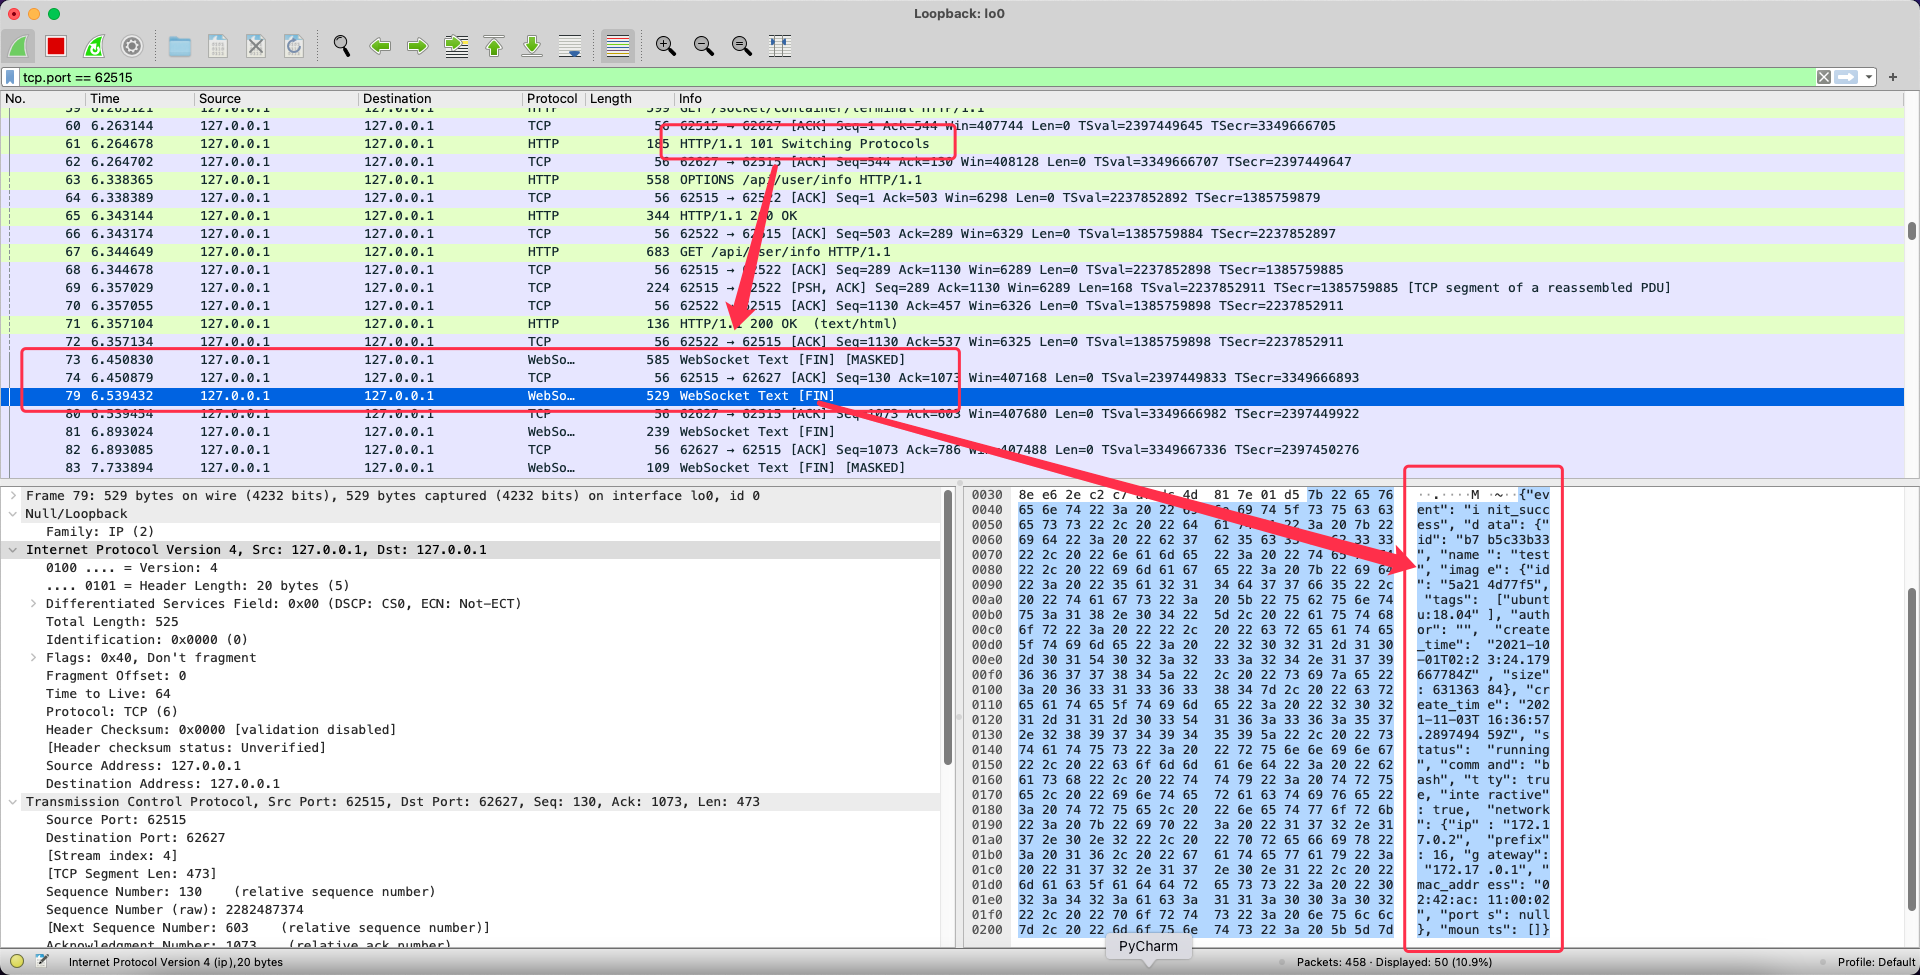 Loopback: lo0
tcp.port == 62515
No. Time Source Destination Protocol Length Info
59 6.263121 127.0.0.1 127.0.0.1 HTTP 599 GET /socket/container/terminal HTTP/1.1
60 6.263144 127.0.0.1 127.0.0.1 TCP 56 62515 → 62627 [ACK] Seq=1 Ack=544 Win=407744 Len=0 TSval=2397449645 TSecr=3349666705
61 6.264678 127.0.0.1 127.0.0.1 HTTP 185 HTTP/1.1 101 Switching Protocols
62 6.264702 127.0.0.1 127.0.0.1 TCP 56 62627 → 62515 [ACK] Seq=544 Ack=130 Win=408128 Len=0 TSval=3349666707 TSecr=2397449647
63 6.338365 127.0.0.1 127.0.0.1 HTTP 558 OPTIONS /api/user/info HTTP/1.1
64 6.338389 127.0.0.1 127.0.0.1 TCP 56 62515 → 62522 [ACK] Seq=1 Ack=503 Win=6298 Len=0 TSval=2237852892 TSecr=1385759879
65 6.343144 127.0.0.1 127.0.0.1 HTTP 344 HTTP/1.1 200 OK
66 6.343174 127.0.0.1 127.0.0.1 TCP 56 62522 → 62515 [ACK] Seq=503 Ack=289 Win=6329 Len=0 TSval=1385759884 TSecr=2237852897
67 6.344649 127.0.0.1 127.0.0.1 HTTP 683 GET /api/user/info HTTP/1.1
68 6.344678 127.0.0.1 127.0.0.1 TCP 56 62515 → 62522 [ACK] Seq=289 Ack=1130 Win=6289 Len=0 TSval=2237852898 TSecr=1385759885
69 6.357029 127.0.0.1 127.0.0.1 TCP 224 62515 → 62522 [PSH, ACK] Seq=289 Ack=1130 Win=6289 Len=168 TSval=2237852911 TSecr=1385759885 [TCP segment of a reassembled PDU]
70 6.357055 127.0.0.1 127.0.0.1 TCP 56 62522 → 62515 [ACK] Seq=1130 Ack=457 Win=6326 Len=0 TSval=1385759898 TSecr=2237852911
71 6.357104 127.0.0.1 127.0.0.1 HTTP 136 HTTP/1.1 200 OK (text/html)
72 6.357134 127.0.0.1 127.0.0.1 TCP 56 62522 → 62515 [ACK] Seq=1130 Ack=537 Win=6325 Len=0 TSval=1385759898 TSecr=2237852911
73 6.450830 127.0.0.1 127.0.0.1 WebSo… 585 WebSocket Text [FIN] [MASKED]
74 6.450879 127.0.0.1 127.0.0.1 TCP 56 62515 → 62627 [ACK] Seq=130 Ack=1073 Win=407168 Len=0 TSval=2397449833 TSecr=3349666893
79 6.539432 127.0.0.1 127.0.0.1 WebSo… 529 WebSocket Text [FIN]
80 6.539454 127.0.0.1 127.0.0.1 TCP 56 62627 → 62515 [ACK] Seq=1073 Ack=603 Win=407680 Len=0 TSval=3349666982 TSecr=2397449922
81 6.893024 127.0.0.1 127.0.0.1 WebSo… 239 WebSocket Text [FIN]
82 6.893085 127.0.0.1 127.0.0.1 TCP 56 62627 → 62515 [ACK] Seq=1073 Ack=786 Win=407488 Len=0 TSval=3349667336 TSecr=2397450276
83 7.733894 127.0.0.1 127.0.0.1 WebSo… 109 WebSocket Text [FIN] [MASKED]
Frame 79: 529 bytes on wire (4232 bits), 529 bytes captured (4232 bits) on interface lo0, id 0
Null/Loopback
Family: IP (2)
Internet Protocol Version 4, Src: 127.0.0.1, Dst: 127.0.0.1
0100 .... = Version: 4
.... 0101 = Header Length: 20 bytes (5)
Differentiated Services Field: 0x00 (DSCP: CS0, ECN: Not-ECT)
Total Length: 525
Identification: 0x0000 (0)
Flags: 0x40, Don't fragment
Fragment Offset: 0
Time to Live: 64
Protocol: TCP (6)
Header Checksum: 0x0000 [validation disabled]
[Header checksum status: Unverified]
Source Address: 127.0.0.1
Destination Address: 127.0.0.1
Transmission Control Protocol, Src Port: 62515, Dst Port: 62627, Seq: 130, Ack: 1073, Len: 473
Source Port: 62515
Destination Port: 62627
[Stream index: 4]
[TCP Segment Len: 473]
Sequence Number: 130 (relative sequence number)
Sequence Number (raw): 2282487374
[Next Sequence Number: 603 (relative sequence number)]
Acknowledgment Number: 1073 (relative ack number)
0030 8e e6 2e c2 c7 4d 81 7e 01 d5 7b 22 65 76 ··.····M ·~··{"ev
0040 65 6e 74 22 3a 20 22 69 6e 69 74 5f 73 75 63 63 ent": "i nit_succ
0050 65 73 73 22 2c 20 22 64 61 74 22 3a 20 7b 22 ess", "d ata": {"
0060 69 64 22 3a 20 22 62 37 62 35 63 33 33 33 id": "b7 b5c33b33
0070 22 2c 20 22 6e 61 6d 65 22 3a 20 22 74 65 ", "name ": "test
0080 22 2c 20 22 69 6d 61 67 65 22 3a 20 7b 22 69 64 ", "imag e": {"id
0090 22 3a 20 22 35 61 32 31 34 64 37 37 66 35 22 2c ": "5a21 4d77f5",
00a0 20 22 74 61 67 73 22 3a 20 5b 22 75 62 75 6e 74 "tags": ["ubunt
00b0 75 3a 31 38 2e 30 34 22 5d 2c 20 22 61 75 74 68 u:18.04" ], "auth
00c0 6f 72 22 3a 20 22 22 2c 20 22 63 72 65 61 74 65 or": "", "create
00d0 5f 74 69 6d 65 22 3a 20 22 32 30 32 31 2d 31 30 _time": "2021-10
00e0 2d 30 31 54 30 32 3a 32 33 3a 32 34 2e 31 37 39 -01T02:2 3:24.179
00f0 36 36 37 37 38 34 5a 22 2c 20 22 73 69 7a 65 22 667784Z" , "size"
0100 3a 20 36 33 31 33 36 33 38 34 7d 2c 20 22 63 72 : 631363 84}, "cr
0110 65 61 74 65 5f 74 69 6d 65 22 3a 20 22 32 30 32 eate_tim e": "202
0120 31 2d 31 31 2d 30 33 54 31 36 3a 33 36 3a 35 37 1-11-03T 16:36:57
0130 2e 32 38 39 37 34 39 34 35 39 5a 22 2c 20 22 73 .2897494 59Z", "s
0140 74 61 74 75 73 22 3a 20 22 72 75 6e 6e 69 6e 67 tatus": "running
0150 22 2c 20 22 63 6f 6d 6d 61 6e 64 22 3a 20 22 62 ", "comm and": "b
0160 61 73 68 22 2c 20 22 74 74 79 22 3a 20 74 72 75 ash", "t ty": tru
0170 65 2c 20 22 69 6e 74 65 72 61 63 74 69 76 65 22 e, "inte ractive"
0180 3a 20 74 72 75 65 2c 20 22 6e 65 74 77 6f 72 6b : true, "network
0190 22 3a 20 7b 22 69 70 22 3a 20 22 31 37 32 2e 31 ": {"ip" : "172.1
01a0 37 2e 30 2e 32 22 2c 20 22 70 72 65 66 69 78 22 7.0.2", "prefix"
01b0 3a 20 31 36 2c 20 22 67 61 74 65 77 61 79 22 3a : 16, "g ateway":
01c0 20 22 31 37 32 2e 31 37 2e 30 2e 31 22 2c 20 22 "172.17 .0.1", "
01d0 6d 61 63 5f 61 64 64 72 65 73 73 22 3a 20 22 30 mac_addr ess": "0
01e0 32 3a 34 32 3a 61 63 3a 31 31 3a 30 30 3a 30 32 2:42:ac: 11:00:02
01f0 22 2c 20 22 70 6f 72 74 73 22 3a 20 6e 75 6c 6c ", "port s": null
0200 7d 2c 20 22 6d 6f 75 6e 74 73 22 3a 20 5b 5d 7d }, "moun ts": []}
PyCharm
Internet Protocol Version 4 (ip), 20 bytes
Packets: 458 · Displayed: 50 (10.9%)
Profile: Default